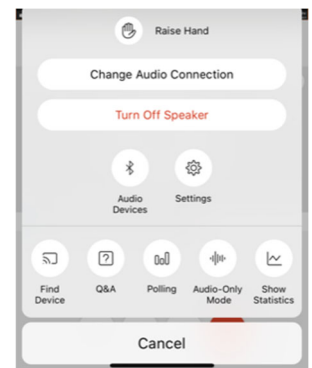 Raise Hand
Change Audio Connection
Turn Off Speaker
Audio
Devices
Settings
Find
Device
Q&A
Polling
Audio-Only
Mode
Show
Statistics
Cancel